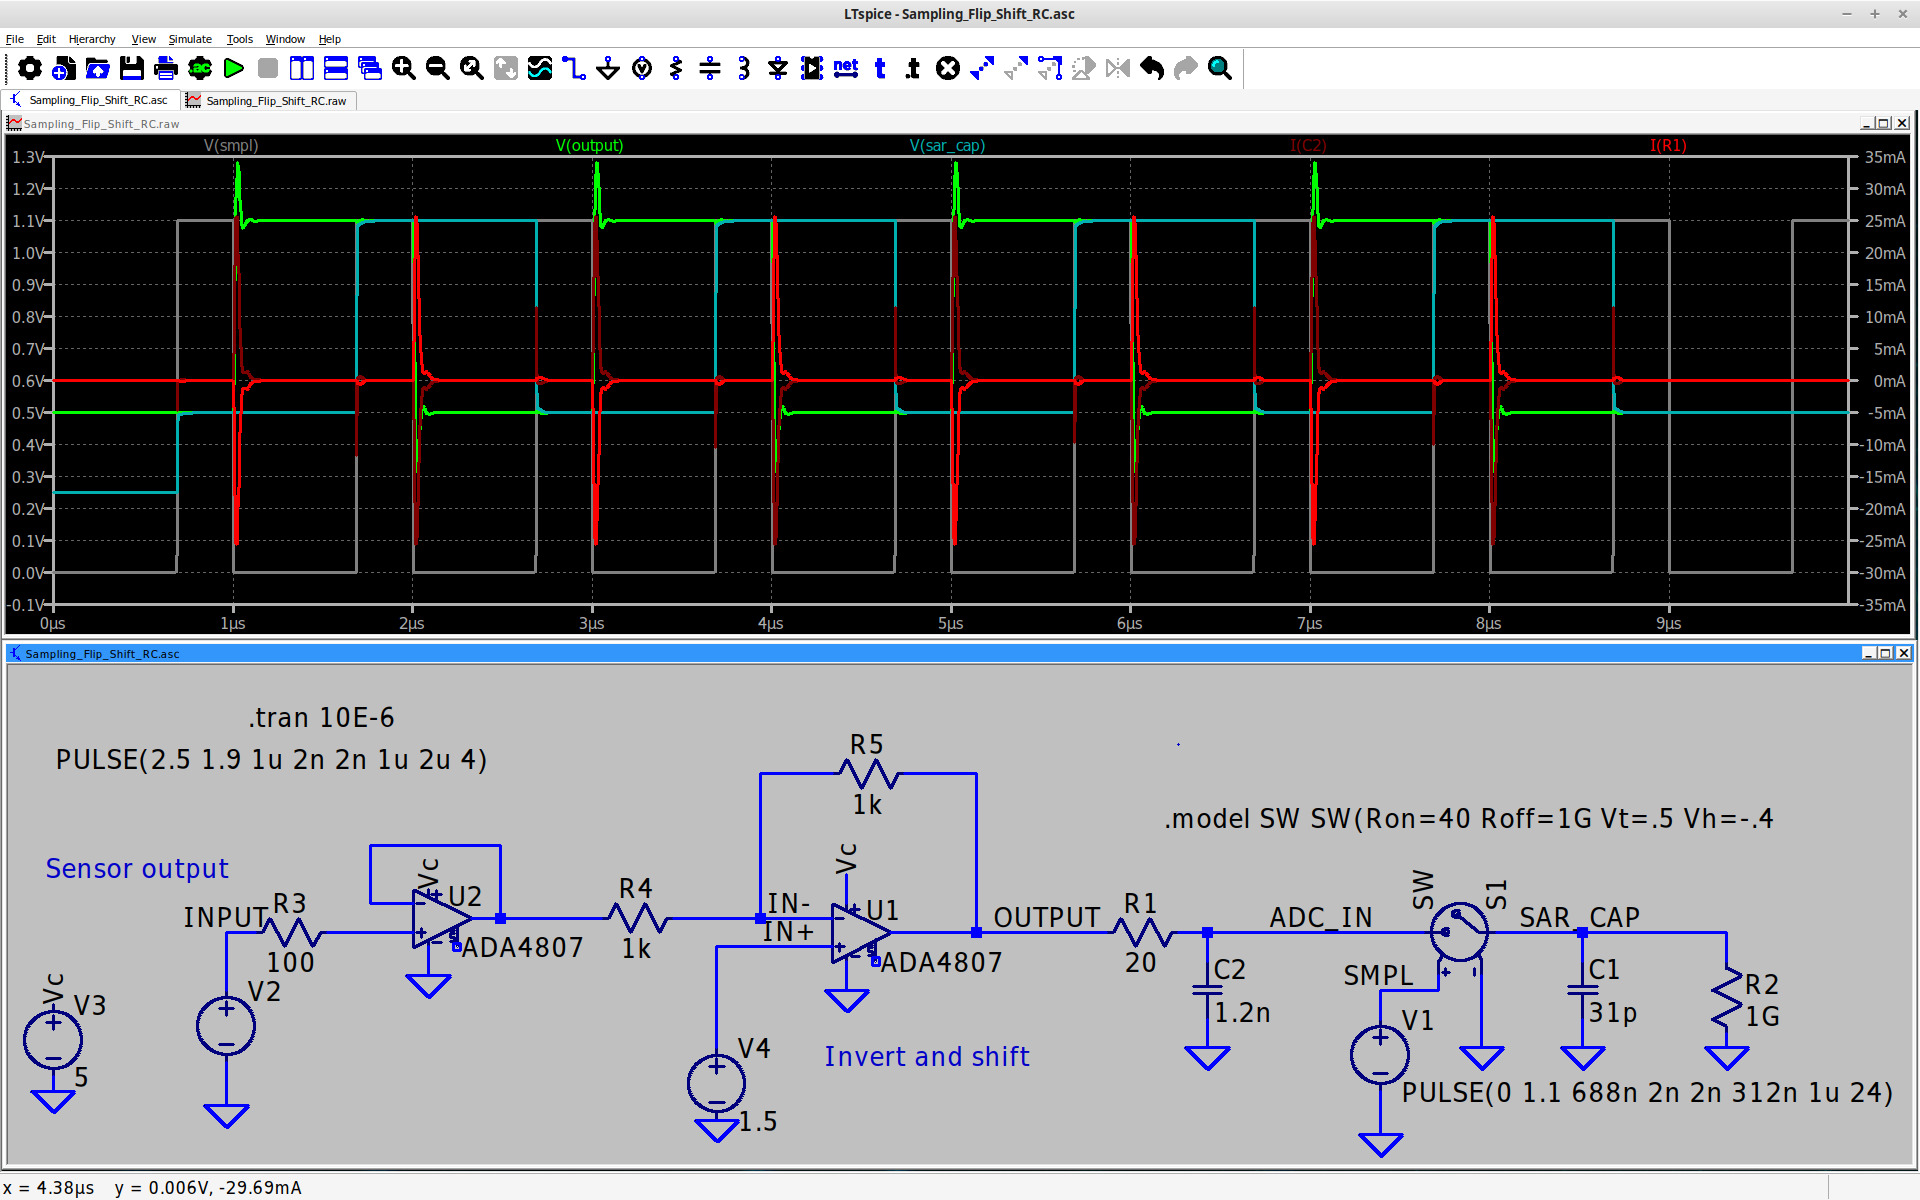 LTspice - Sampling_Flip_Shift_RC.asc
File Edit Hierarchy View Simulate Tools Window Help
.ac net t .t
Sampling_Flip_Shift_RC.asc Sampling_Flip_Shift_RC.raw
Sampling_Flip_Shift_RC.raw
V(smpl) V(output) V(sar_cap) I(C2) I(R1)
1.3V 35mA
1.2V 30mA
1.1V 25mA
1.0V 20mA
0.9V 15mA
0.8V 10mA
0.7V 5mA
0.6V 0mA
0.5V -5mA
0.4V -10mA
0.3V -15mA
0.2V -20mA
0.1V -25mA
0.0V -30mA
-0.1V -35mA
0µs 1µs 2µs 3µs 4µs 5µs 6µs 7µs 8µs 9µs
Sampling_Flip_Shift_RC.asc
.tran 10E-6
PULSE(2.5 1.9 1u 2n 2n 1u 2u 4)
R5
1k
.model SW SW(Ron=40 Roff=1G Vt=.5 Vh=-.4
Sensor output
Vc
Vc
SW
S1
INPUT R3
100
U2
ADA4807
R4
1k
IN-
IN+
U1
ADA4807
OUTPUT
R1
20
ADC_IN
SAR_CAP
C2
1.2n
SMPL
C1
31p
R2
1G
Vc
V3
5
V2
V4
1.5
Invert and shift
V1
PULSE(0 1.1 688n 2n 2n 312n 1u 24)
x = 4.38µs y = 0.006V, -29.69mA